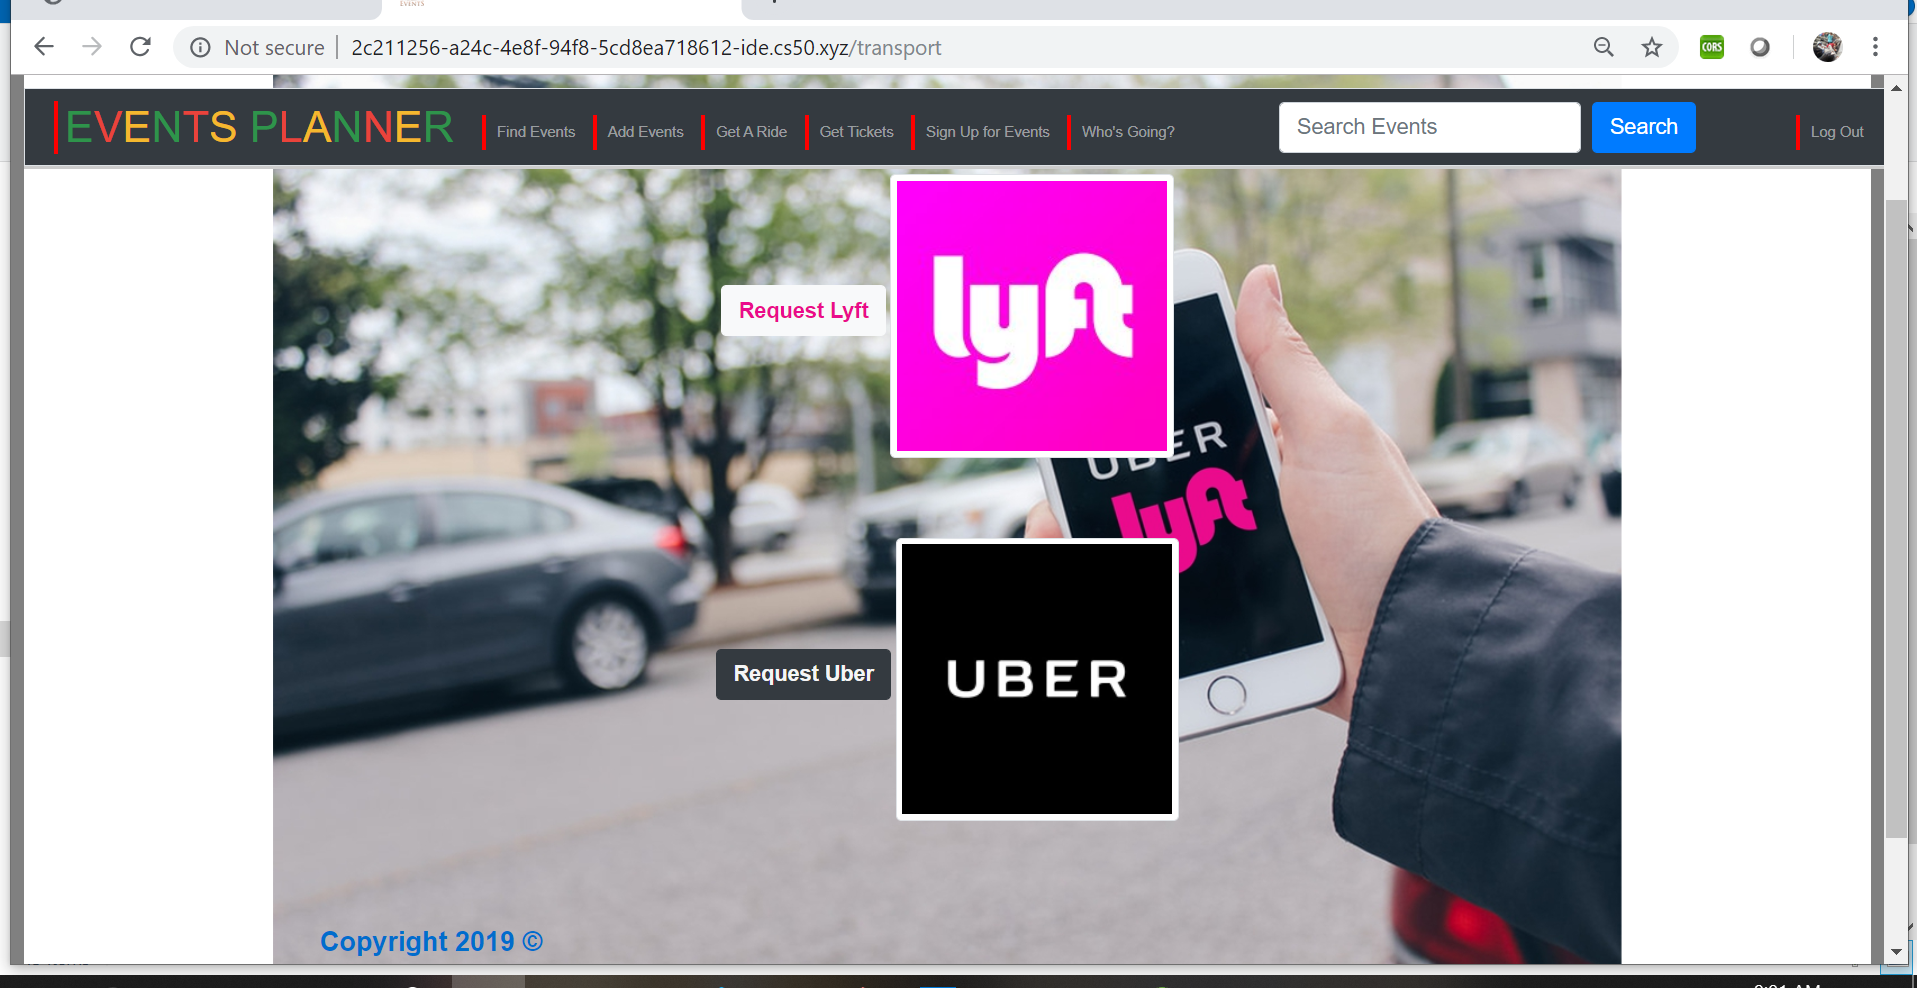 EVENTS
Not secure | 2c211256-a24c-4e8f-94f8-5cd8ea718612-ide.cs50.xyz/transport
CORS
EVENTS PLANNER Find Events Add Events Get A Ride Get Tickets Sign Up for Events Who's Going? Search Events Search Log Out
lyft
Request Lyft
UBER
lyft
UBER
Request Uber
Copyright 2019 ©